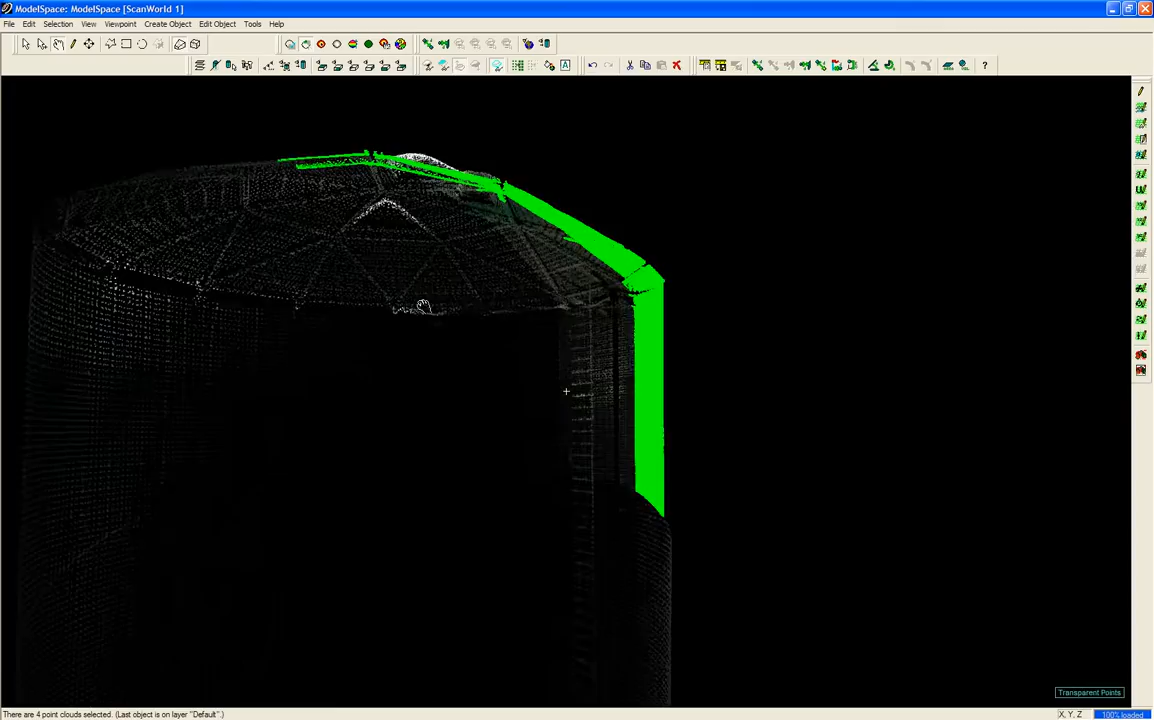 ModelSpace: ModelSpace [ScanWorld 1]
File Edit Selection View Viewpoint Create Object Edit Object Tools Help
A
?
Transparent Points
There are 4 point clouds selected. (Last object is on layer "Default".)
X, Y, Z
100% loaded